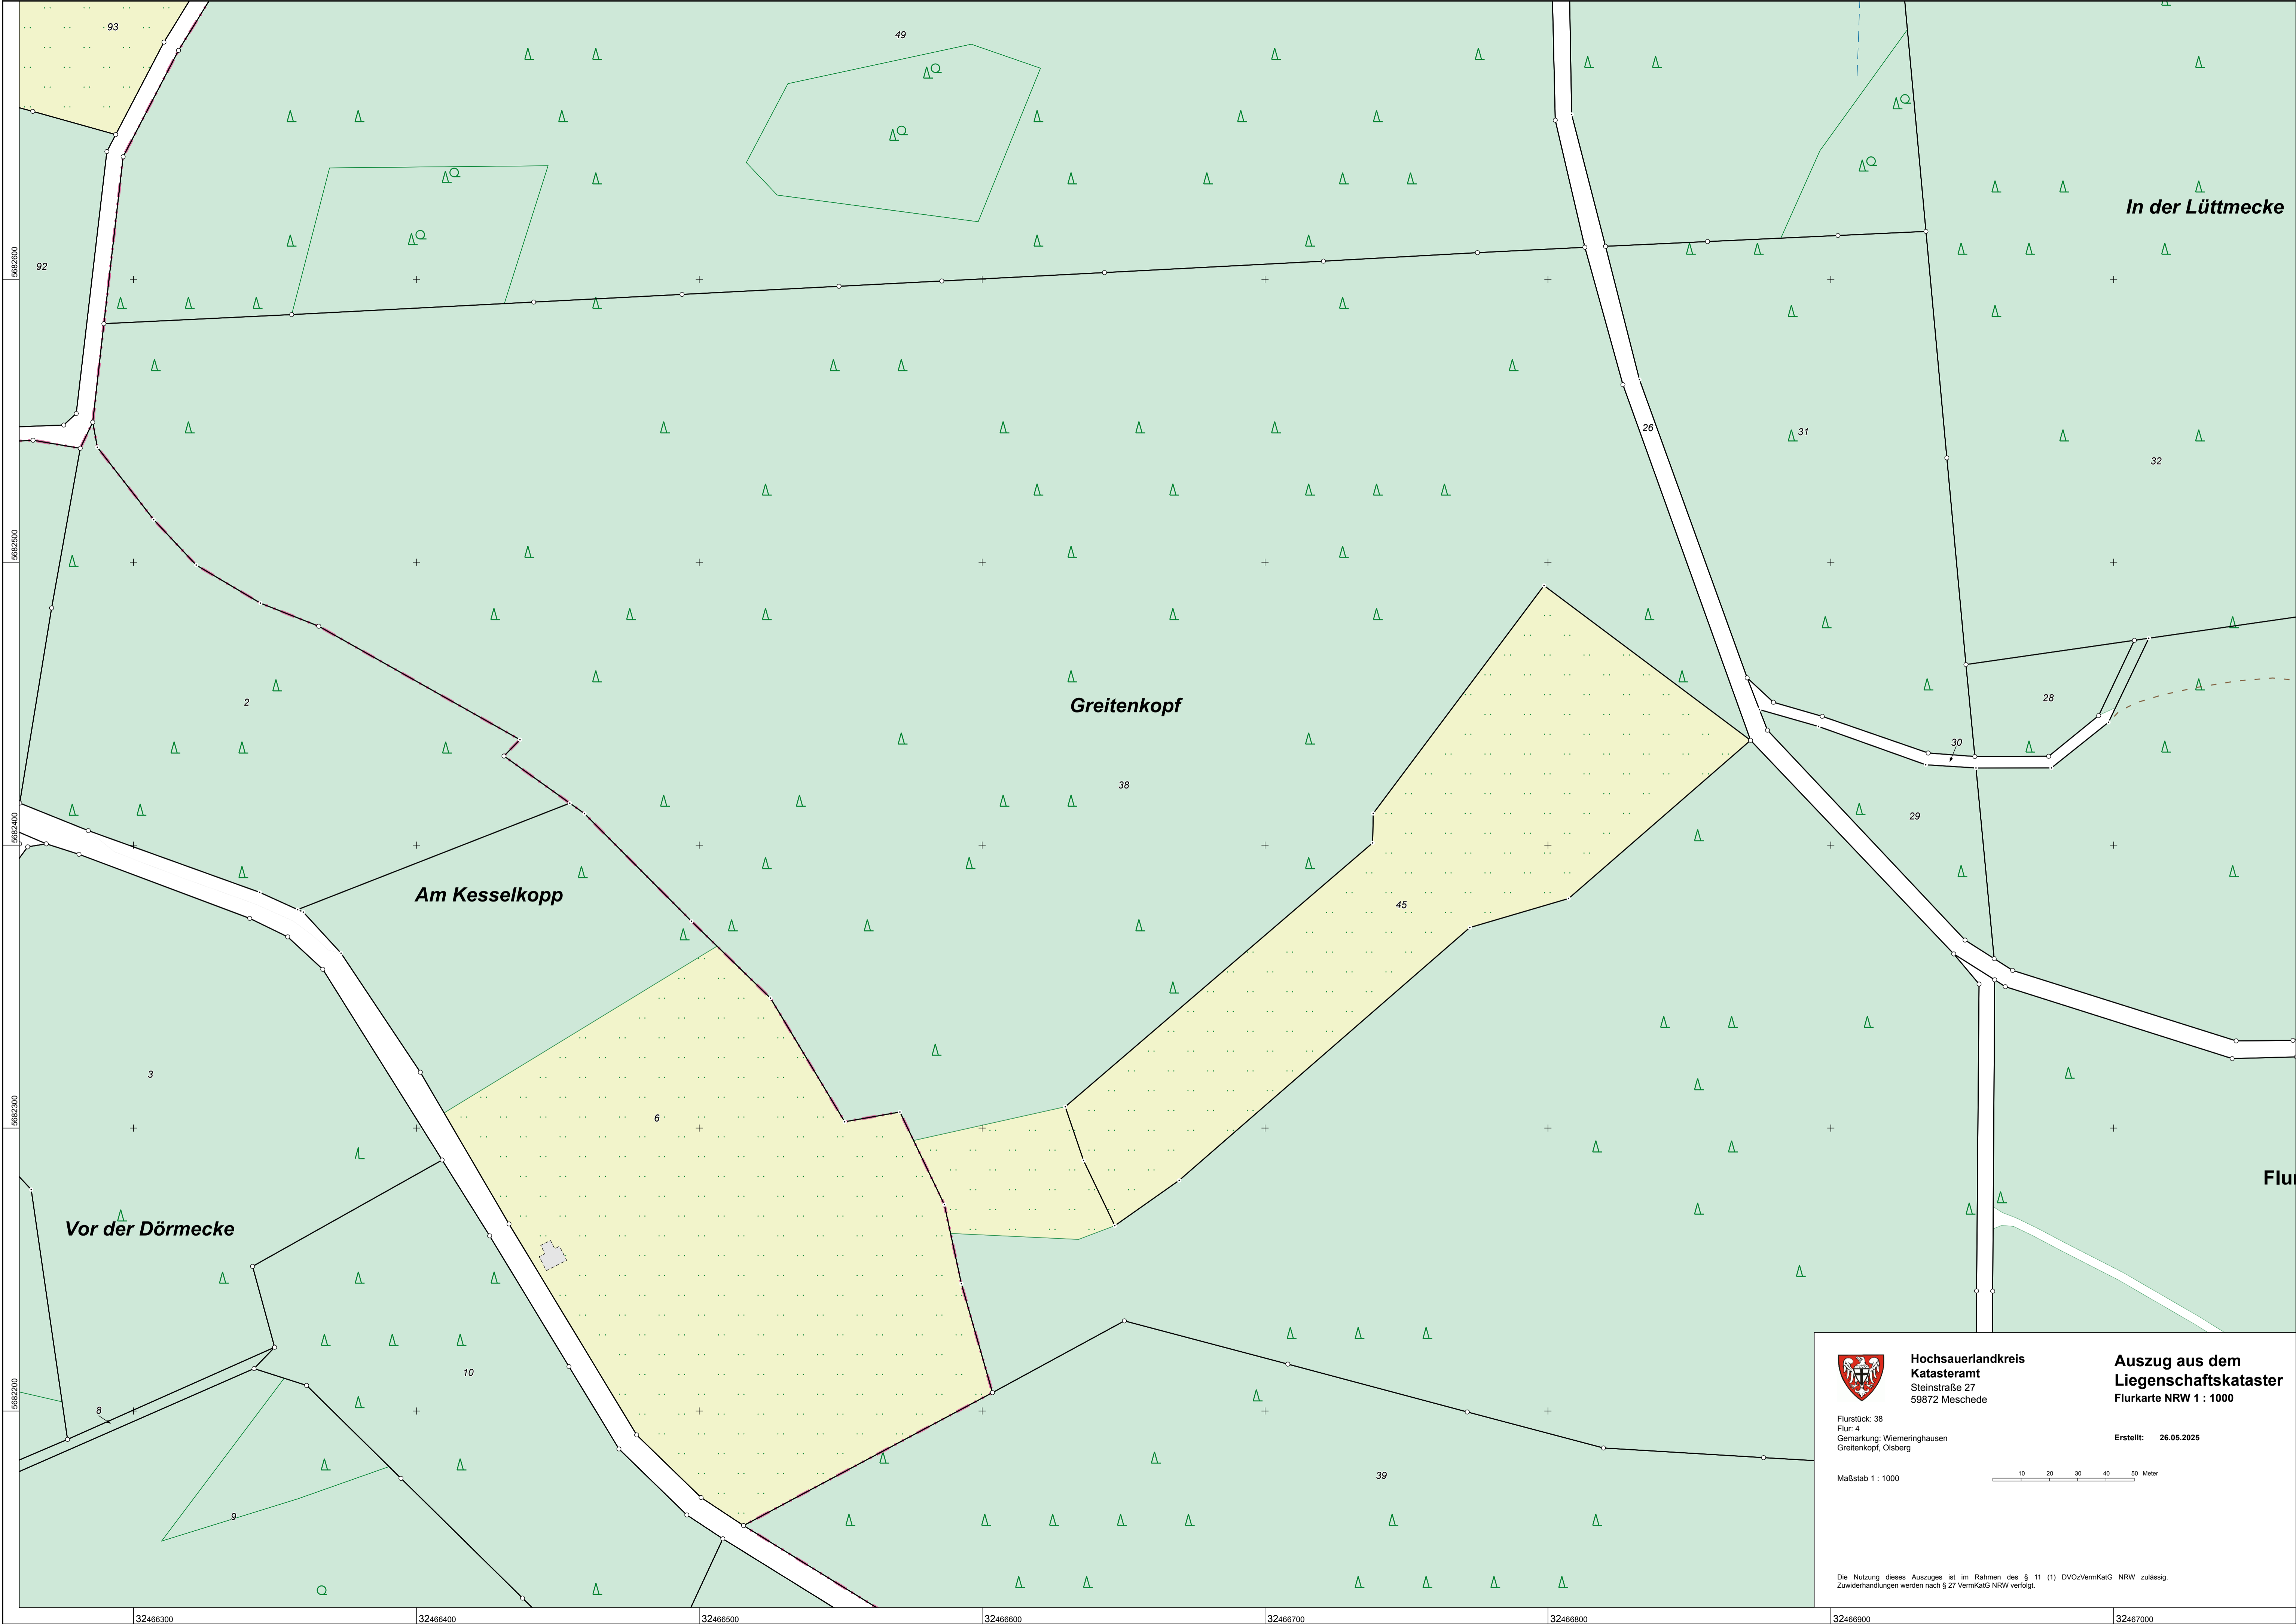 93
49
In der Lüttmecke
92
26
31
32
2
Greitenkopf
28
30
38
29
Am Kesselkopp
45
3
6
Flur
Vor der Dörmecke
10
8
39
9
5682600
5682500
5682400
5682300
5682200
32466300
32466400
32466500
32466600
32466700
32466800
32466900
32467000
Hochsauerlandkreis
Katasteramt
Steinstraße 27
59872 Meschede
Auszug aus dem
Liegenschaftskataster
Flurkarte NRW 1 : 1000
Flurstück: 38
Flur: 4
Gemarkung: Wiemeringhausen
Greitenkopf, Olsberg
Erstellt: 26.05.2025
Maßstab 1 : 1000
10 20 30 40 50 Meter
Die Nutzung dieses Auszuges ist im Rahmen des § 11 (1) DVOzVermKatG NRW zulässig.
Zuwiderhandlungen werden nach § 27 VermKatG NRW verfolgt.